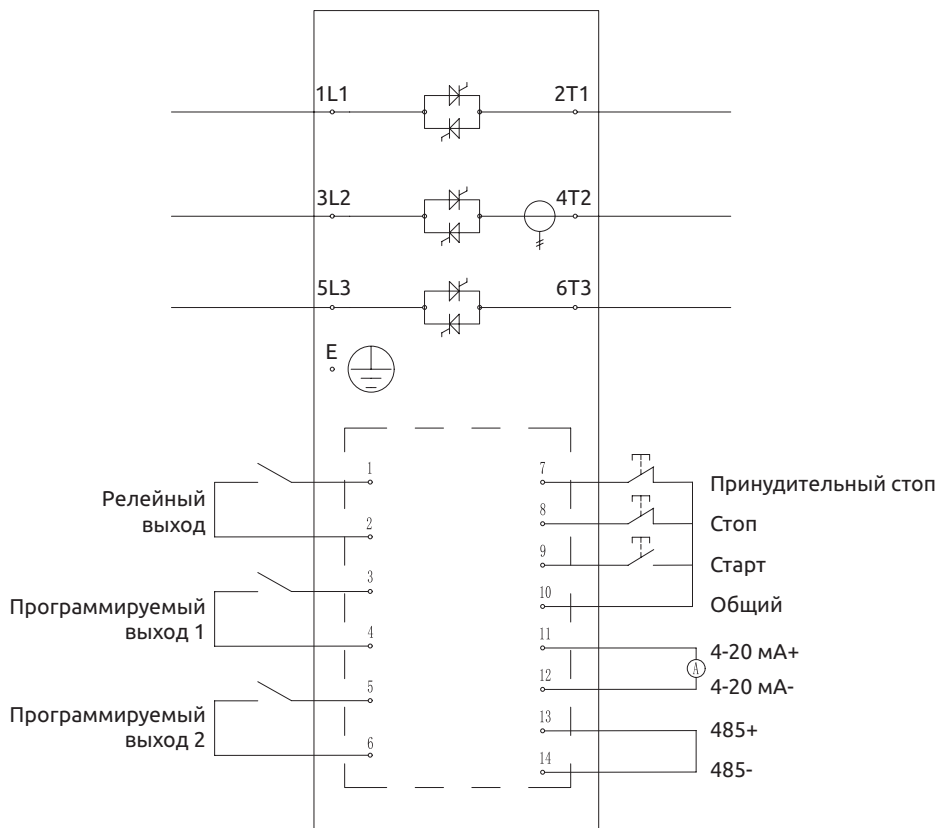 1L1
2T1
3L2
4T2
5L3
6T3
E
1
7
Принудительный стоп
Релейный
выход
8
Стоп
2
9
Старт
3
10
Общий
Программируемый
выход 1
4
11
4-20 мА+
A
12
4-20 мА-
5
Программируемый
выход 2
13
485+
6
14
485-